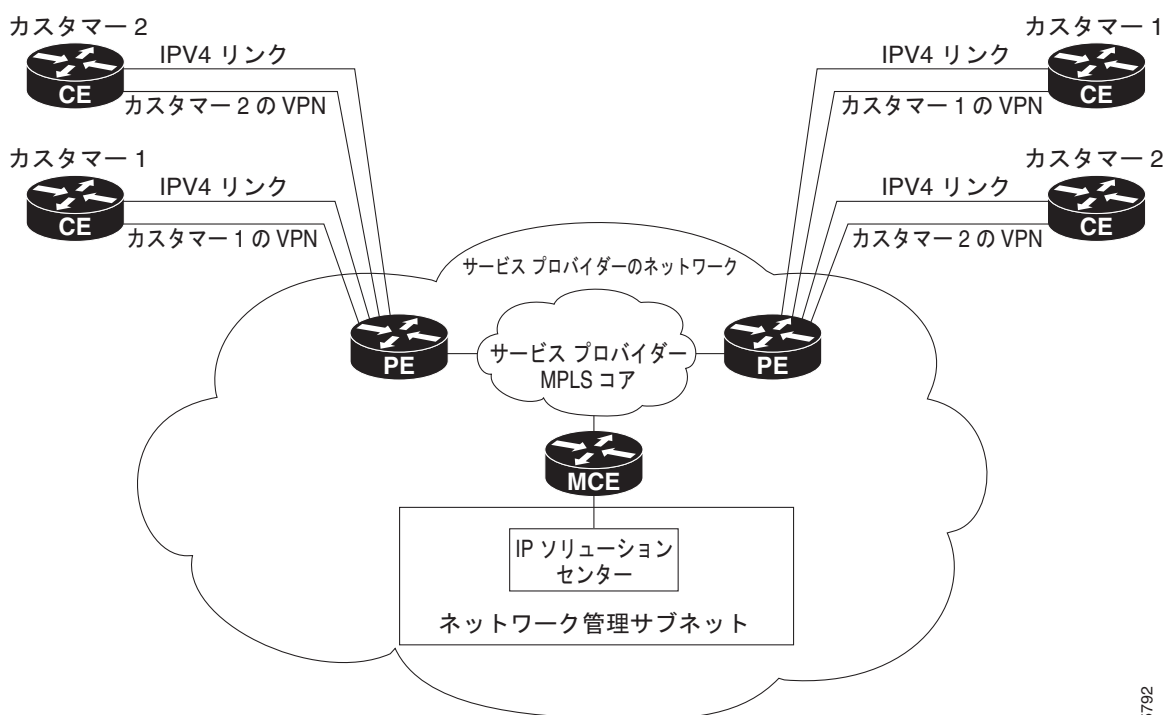 カスタマー 2
カスタマー 1
IPV4 リンク
IPV4 リンク
CE
CE
カスタマー 2 の VPN
カスタマー 1 の VPN
カスタマー 1
カスタマー 2
IPV4 リンク
IPV4 リンク
CE
CE
カスタマー 1 の VPN
カスタマー 2 の VPN
サービス プロバイダーのネットワーク
PE
サービス プロバイダー
MPLS コア
PE
MCE
IP ソリューション
センター
ネットワーク管理サブネット